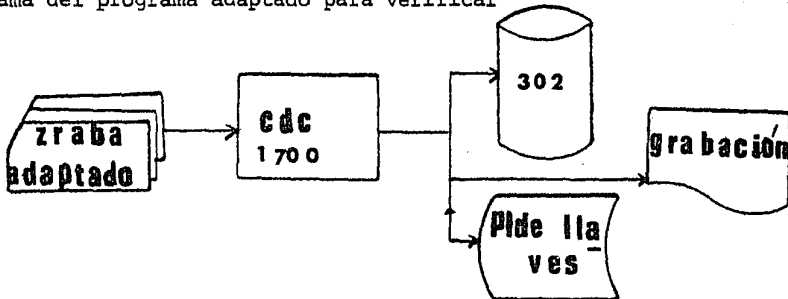 ama del programa adaptado para verificar
302
cdc
1700
zraba
adaptado
grabación
PIde lla
ves